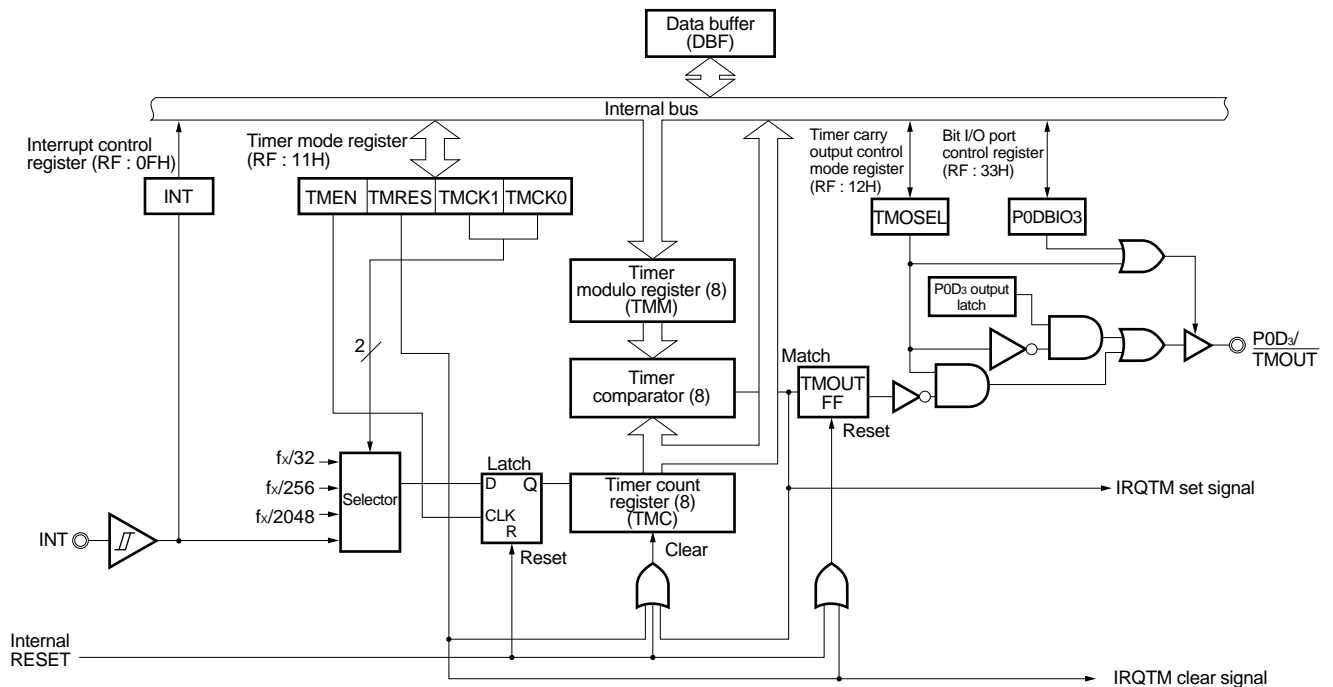 Data buffer
(DBF)
Internal bus
Interrupt control
register (RF : 0FH)
Timer mode register
(RF : 11H)
Timer carry
output control
mode register
(RF : 12H)
Bit I/O port
control register
(RF : 33H)
INT
TMEN TMRES TMCK1 TMCK0
TMOSEL
P0DBIO3
Timer
modulo register (8)
(TMM)
P0D3 output
latch
2
Match
P0D3/
TMOUT
Timer
comparator (8)
TMOUT
FF
Reset
fX/32
fX/256
fX/2048
Selector
Latch
D Q
CLK
R
Reset
Timer count
register (8)
(TMC)
IRQTM set signal
INT
Clear
Internal
RESET
IRQTM clear signal